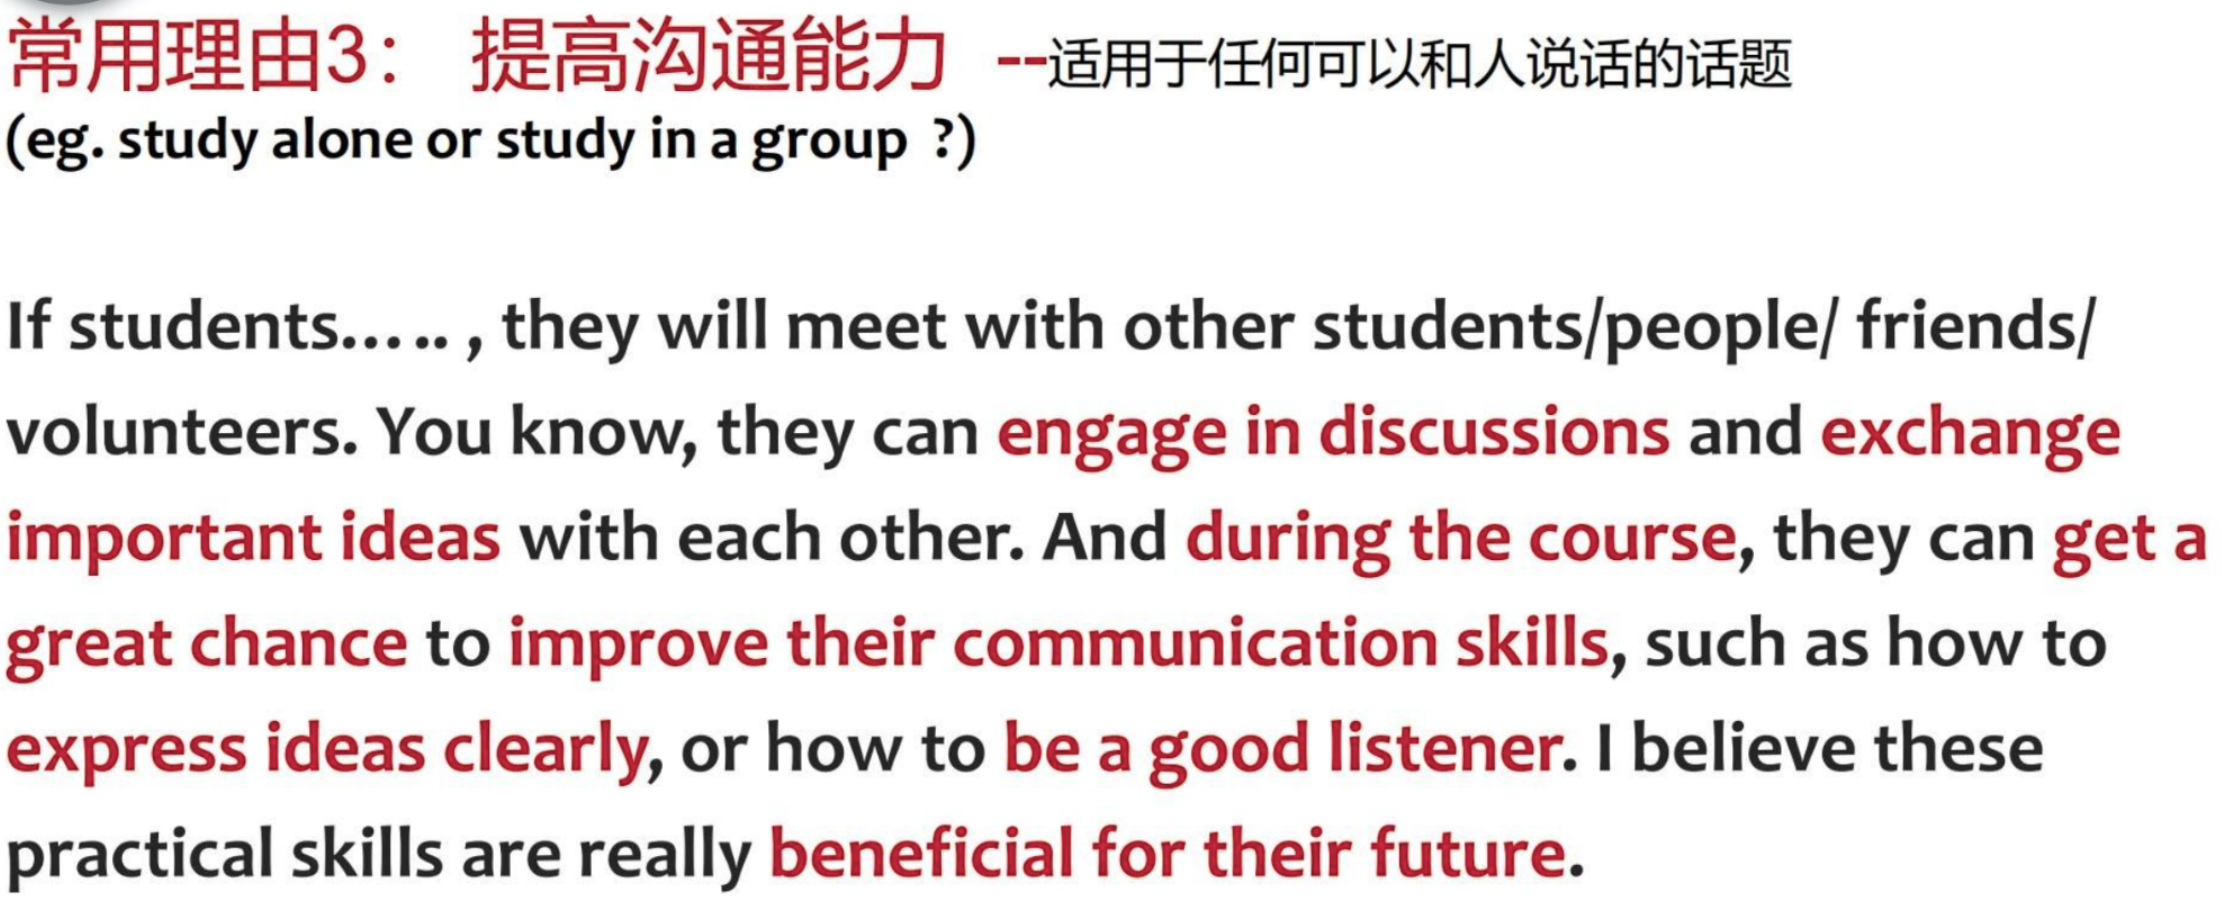 常用理由3： 提高沟通能力 --适用于任何可以和人说话的话题
(eg. study alone or study in a group ?)
If students….. , they will meet with other students/people/ friends/
volunteers. You know, they can engage in discussions and exchange
important ideas with each other. And during the course, they can get a
great chance to improve their communication skills, such as how to
express ideas clearly, or how to be a good listener. I believe these
practical skills are really beneficial for their future.